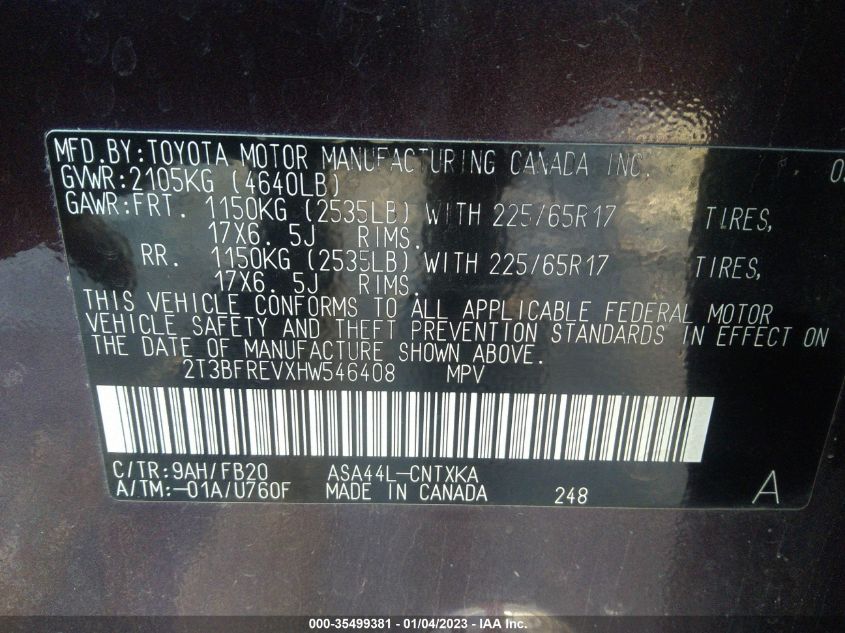 MFD.BY:TOYOTA MOTOR MANUFACTURING CANADA INC.
GVWR:2105KG (4640LB)
GAWR:FRT. 1150KG (2535LB) WITH 225/65R17 TIRES,
17X6. 5J RIMS.
RR. 1150KG (2535LB) WITH 225/65R17 TIRES,
17X6. 5J RIMS.
THIS VEHICLE CONFORMS TO ALL APPLICABLE FEDERAL MOTOR
VEHICLE SAFETY AND THEFT PREVENTION STANDARDS IN EFFECT ON
THE DATE OF MANUFACTURE SHOWN ABOVE.
2T3BFREVXHW546408 MPV
C/TR:9AH/FB20 ASA44L-CNTXKA
A/TM:-01A/U760F MADE IN CANADA 248 A
000-35499381 - 01/04/2023 - IAA Inc.